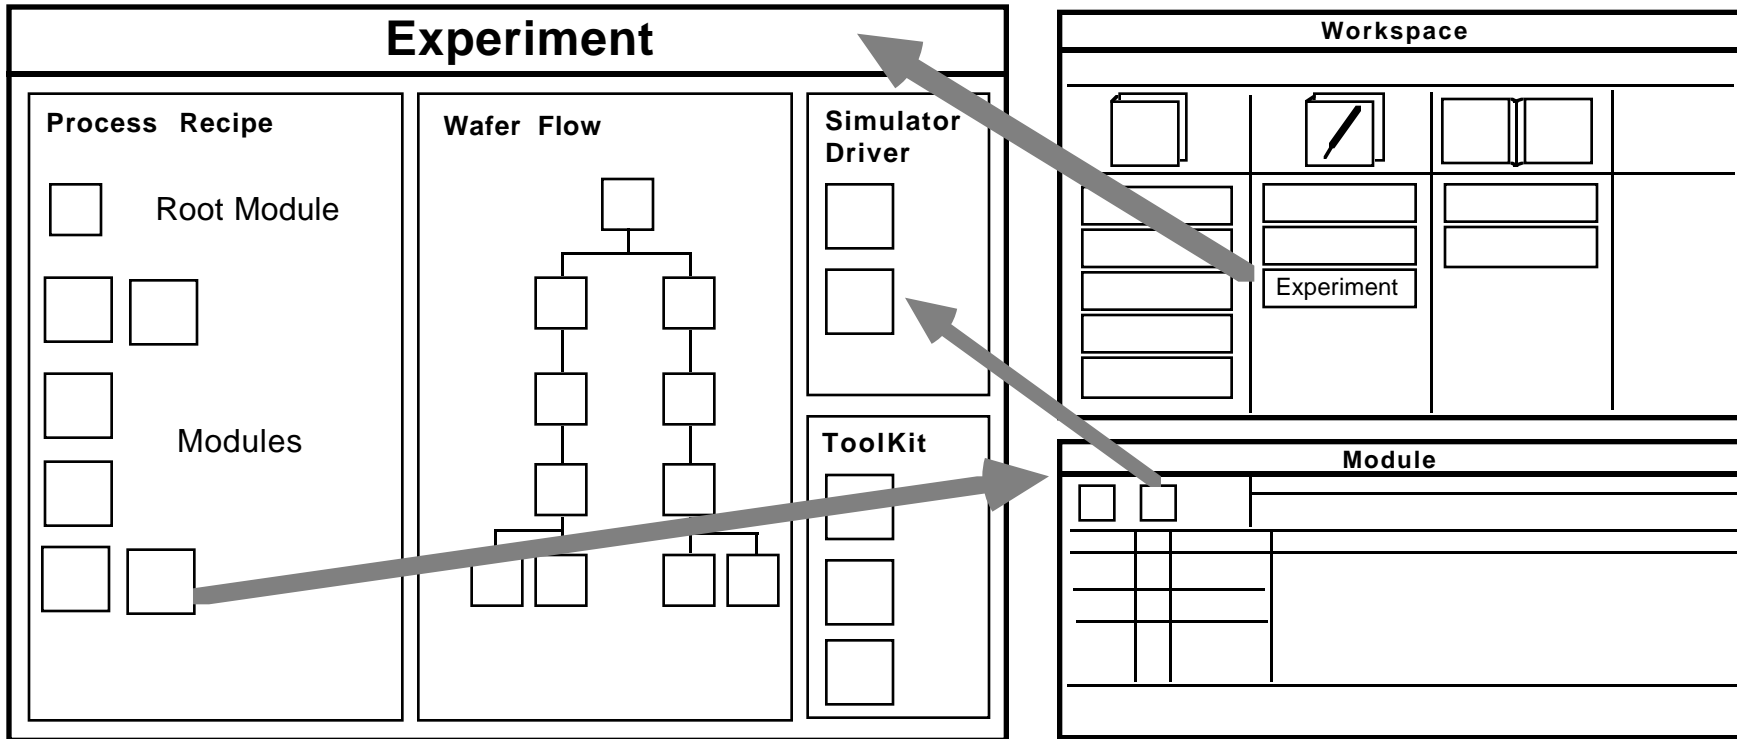 Experiment
Process Recipe
Root Module
Modules
Wafer Flow
Simulator
Driver
ToolKit
Workspace
Experiment
Module